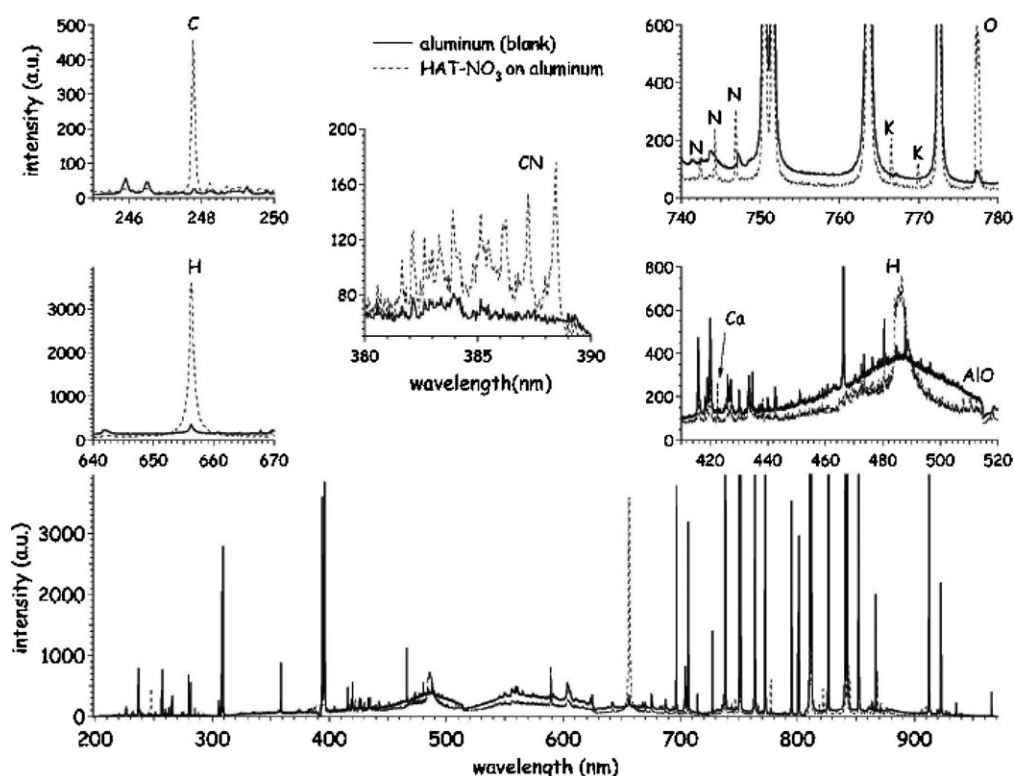 C
500
400
300
200
100
0
intensity (a.u.)
246 248 250
aluminum (blank)
HAT-NO3 on aluminum
600
400
200
0
O
N N N K K
740 750 760 770 780
200
160
120
80
CN
380 385 390
wavelength(nm)
H
3000
2000
1000
0
intensity (a.u.)
640 650 660 670
800
600
400
200
0
H
Ca
AlO
420 440 460 480 500 520
3000
2000
1000
0
intensity (a.u.)
200 300 400 500 600 700 800 900
wavelength (nm)